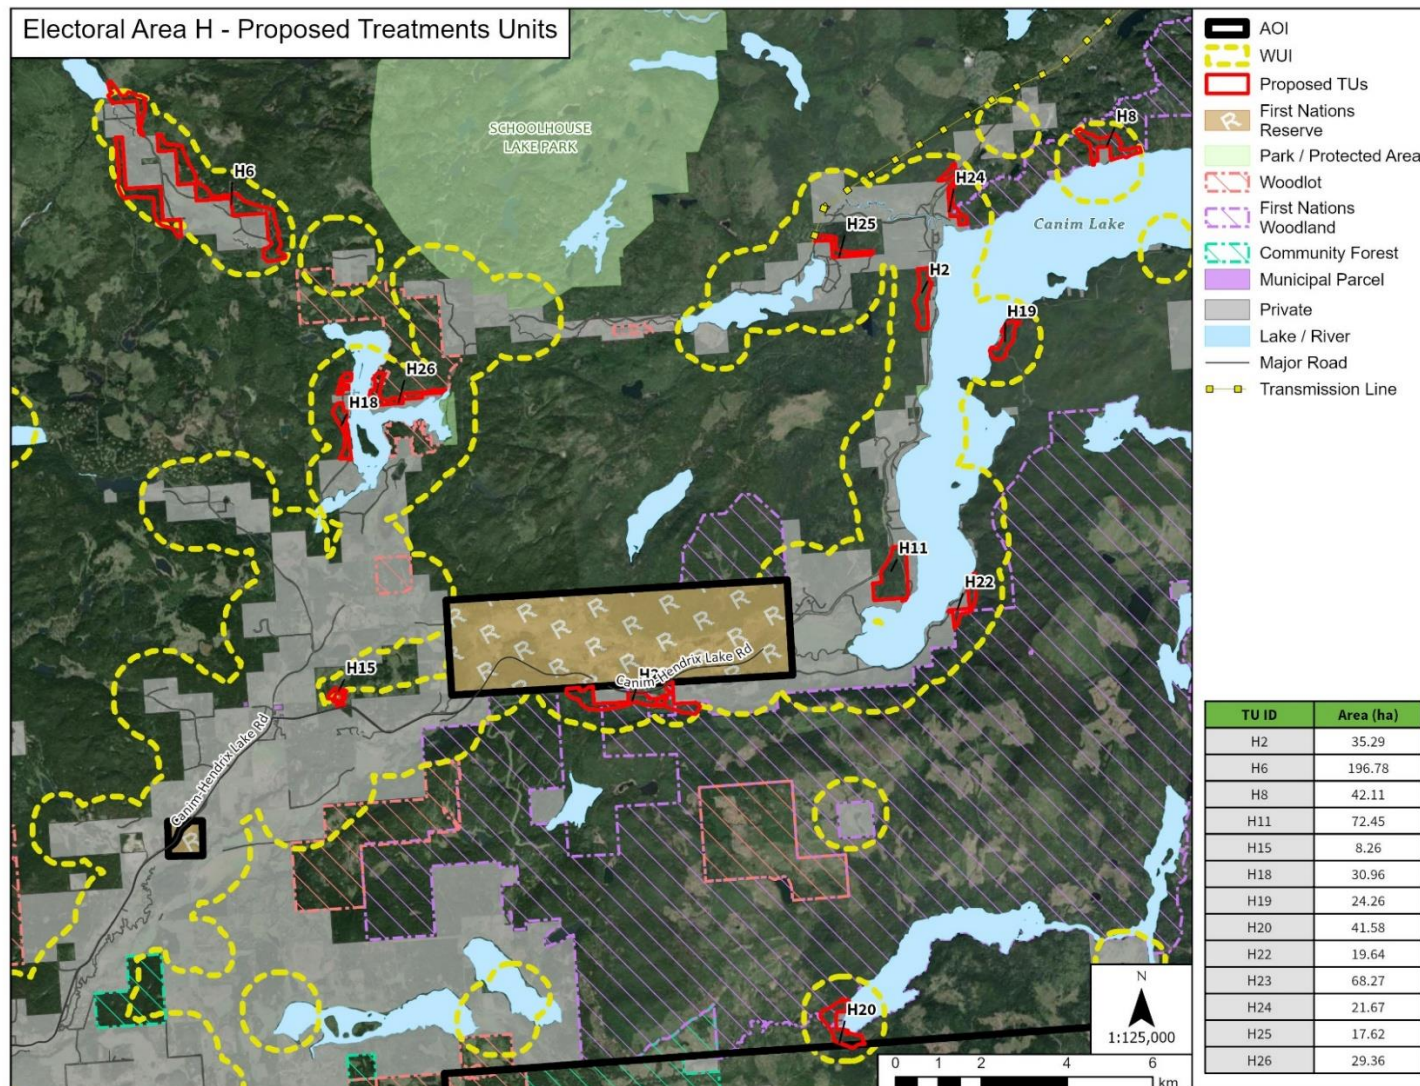 Electoral Area H - Proposed Treatments Units
AOI
WUI
Proposed TUs
First Nations
Reserve
Park / Protected Area
Woodlot
First Nations
Woodland
Community Forest
Municipal Parcel
Private
Lake / River
Major Road
Transmission Line
SCHOOLHOUSE
LAKE PARK
H8
H6
H24
Canim Lake
H25
H2
H19
H26
H18
H11
H22
Canim-Hendrix Lake Rd
H15
Canim-Hendrix Lake Rd
R
H20
N
1:125,000
0 1 2 4 6
km
TU ID Area (ha)
H2 35.29
H6 196.78
H8 42.11
H11 72.45
H15 8.26
H18 30.96
H19 24.26
H20 41.58
H22 19.64
H23 68.27
H24 21.67
H25 17.62
H26 29.36